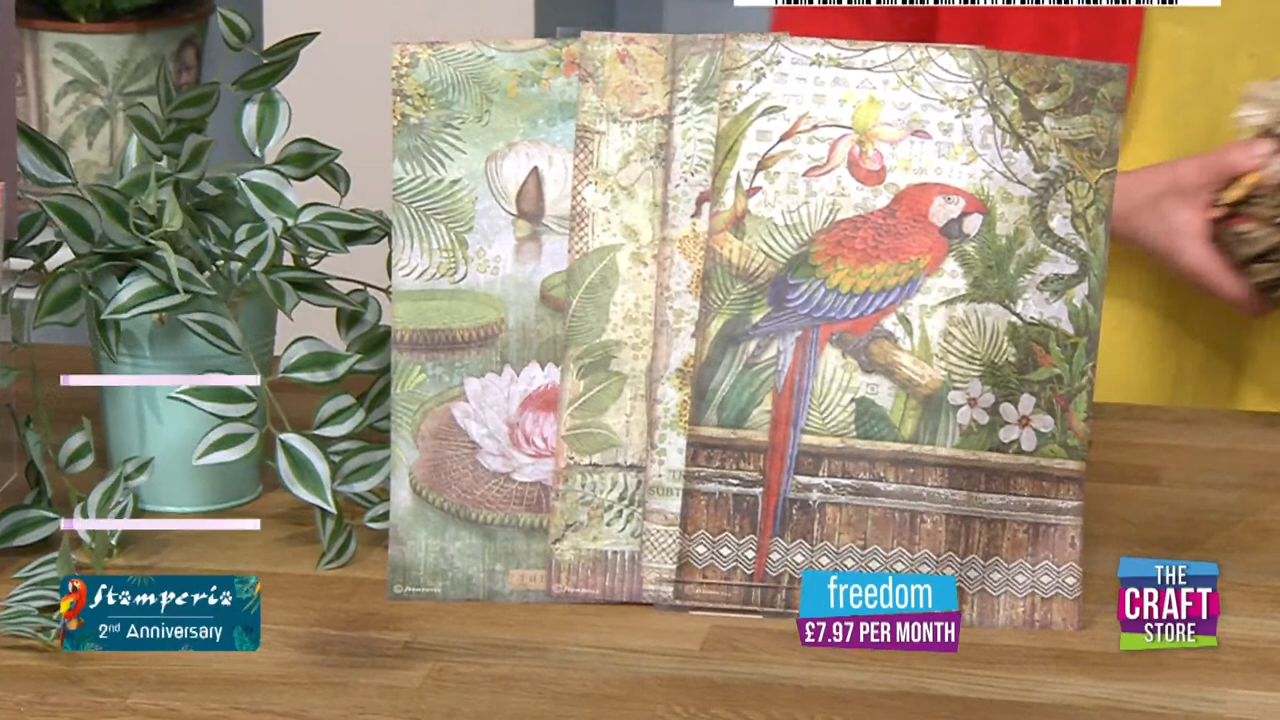 Stamperia
2nd Anniversary
freedom
£7.97 PER MONTH
THE
CRAFT
STORE